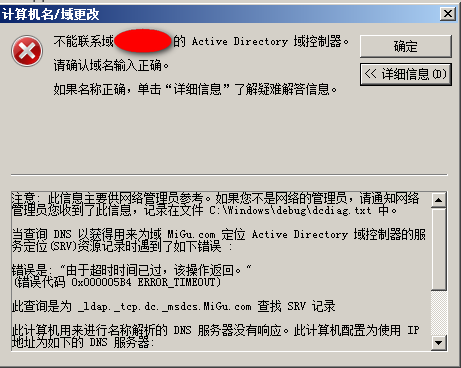 计算机名/域更改
不能联系域 的 Active Directory 域控制器。
请确认域名输入正确。
如果名称正确，单击“详细信息”了解疑难解答信息。
确定
<< 详细信息(D)
注意: 此信息主要供网络管理员参考。如果您不是网络的管理员，请通知网络
管理员您收到了此信息，记录在文件 C:\Windows\debug\dcdiag.txt 中。
当查询 DNS 以获得用来为域 MiGu.com 定位 Active Directory 域控制器的服
务定位(SRV)资源记录时遇到了如下错误:
错误是: "由于超时时间已过，该操作返回。"
(错误代码 0x000005B4 ERROR_TIMEOUT)
此查询是为 _ldap._tcp.dc._msdcs.MiGu.com 查找 SRV 记录
此计算机用来进行名称解析的 DNS 服务器没有响应。此计算机配置为使用 IP
地址为如下的 DNS 服务器: